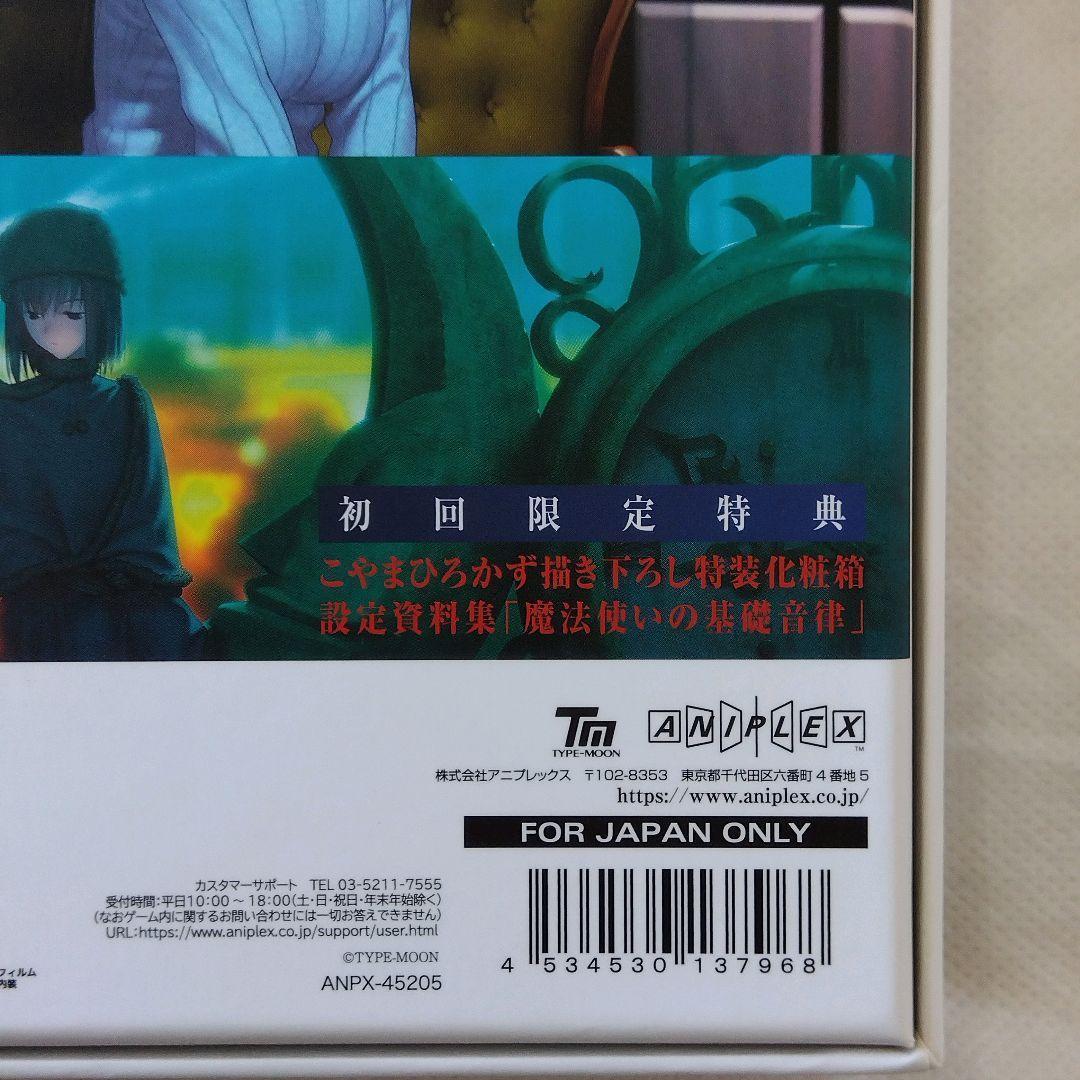 初回限定特典
こやまひろかず描き下ろし特装化粧箱
設定資料集「魔法使いの基礎音律」
TM
TYPE-MOON
ANIPLEX
TM
株式会社アニプレックス 〒102-8353 東京都千代田区六番町4番地5
https://www.aniplex.co.jp/
FOR JAPAN ONLY
カスタマーサポート TEL 03-5211-7555
受付時間：平日10:00～18:00（土・日・祝日・年末年始除く）
（なおゲーム内に関するお問い合わせには一切お答えできません）
URL:https://www.aniplex.co.jp/support/user.html
©TYPE-MOON
ANPX-45205
フィルム
内装
4 534530 137968